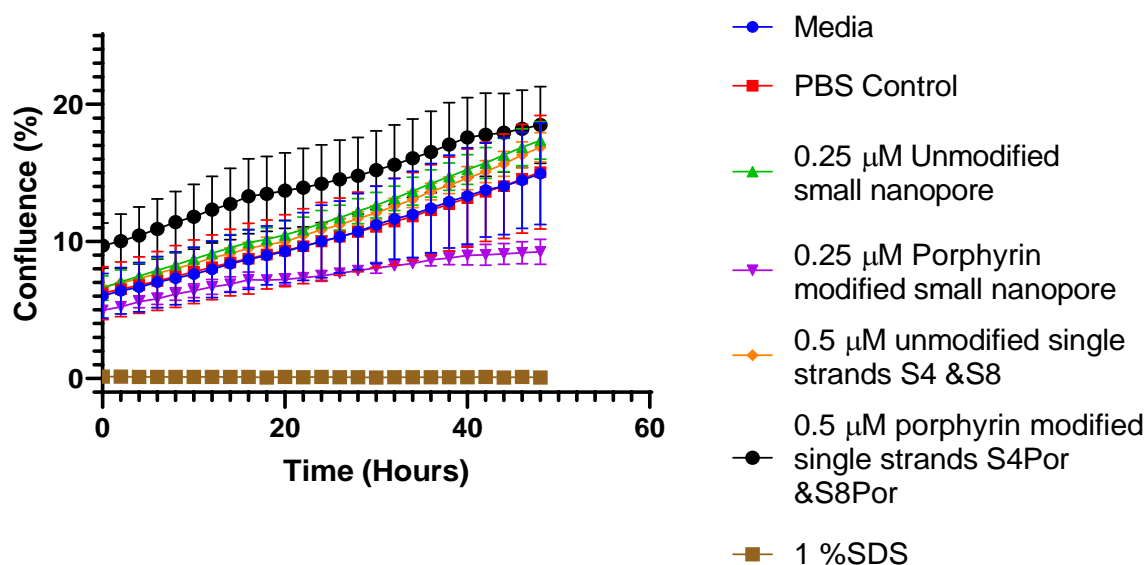 Confluence (%)
20
10
0
0
20
40
60
Time (Hours)
Media
PBS Control
0.25 μM Unmodified
small nanopore
0.25 μM Porphyrin
modified small nanopore
0.5 μM unmodified single
strands S4 &S8
0.5 μM porphyrin modified
single strands S4Por
&S8Por
1 %SDS